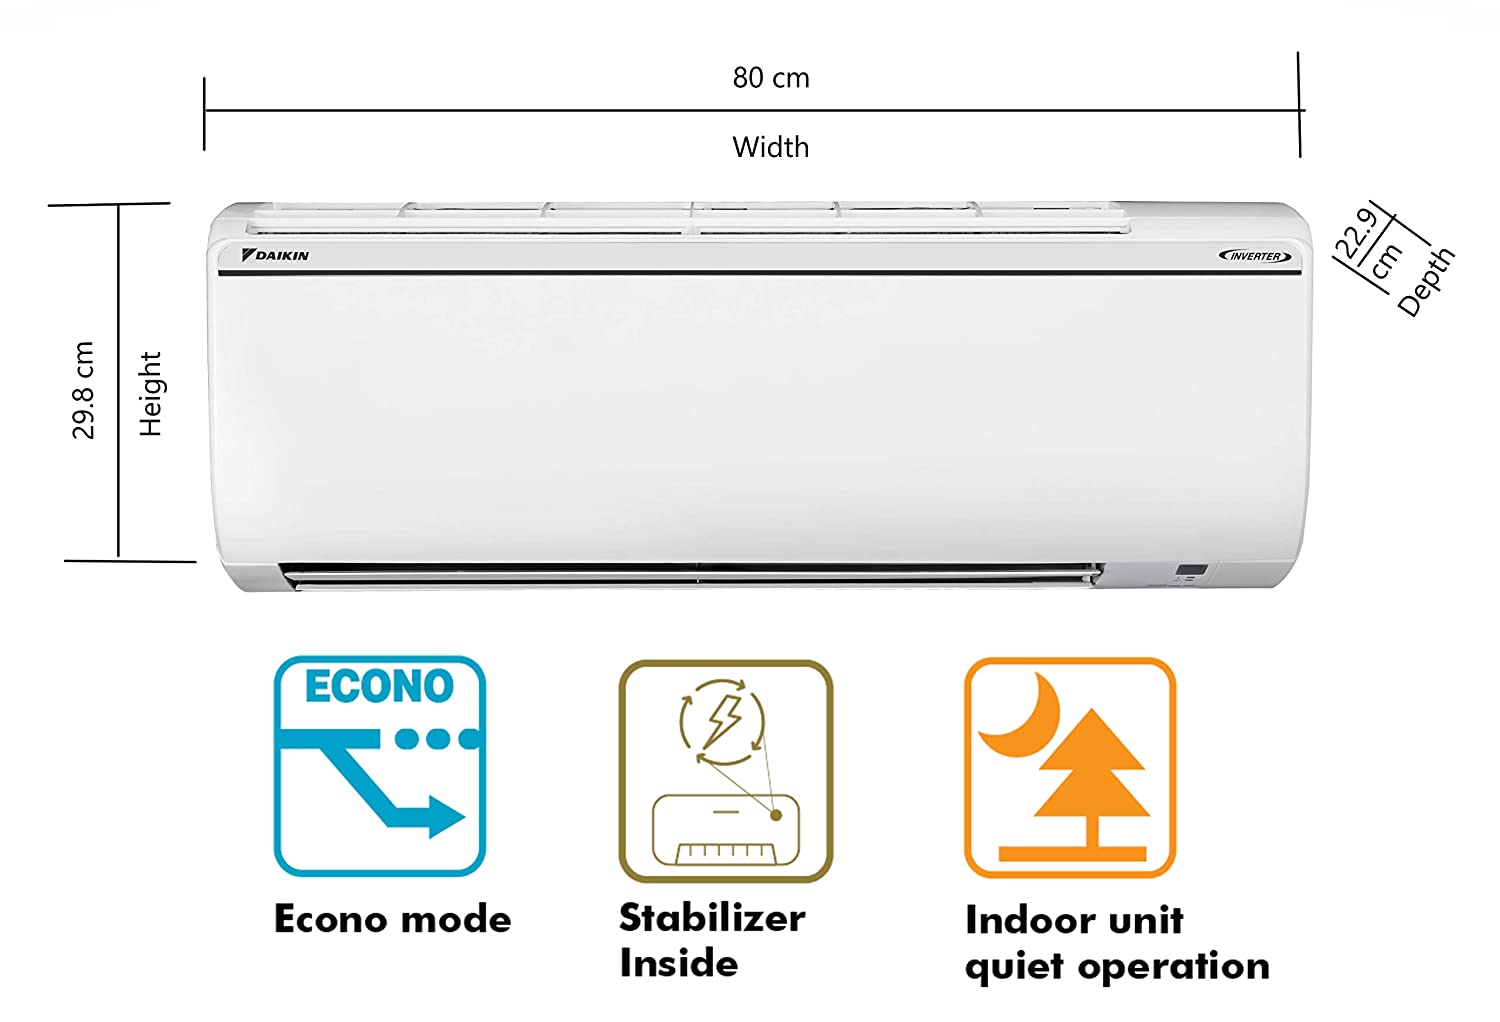 80 cm
Width
22.9
cm
Depth
DAIKIN
INVERTER
29.8 cm
Height
ECONO
Econo mode
Stabilizer
Inside
Indoor unit
quiet operation